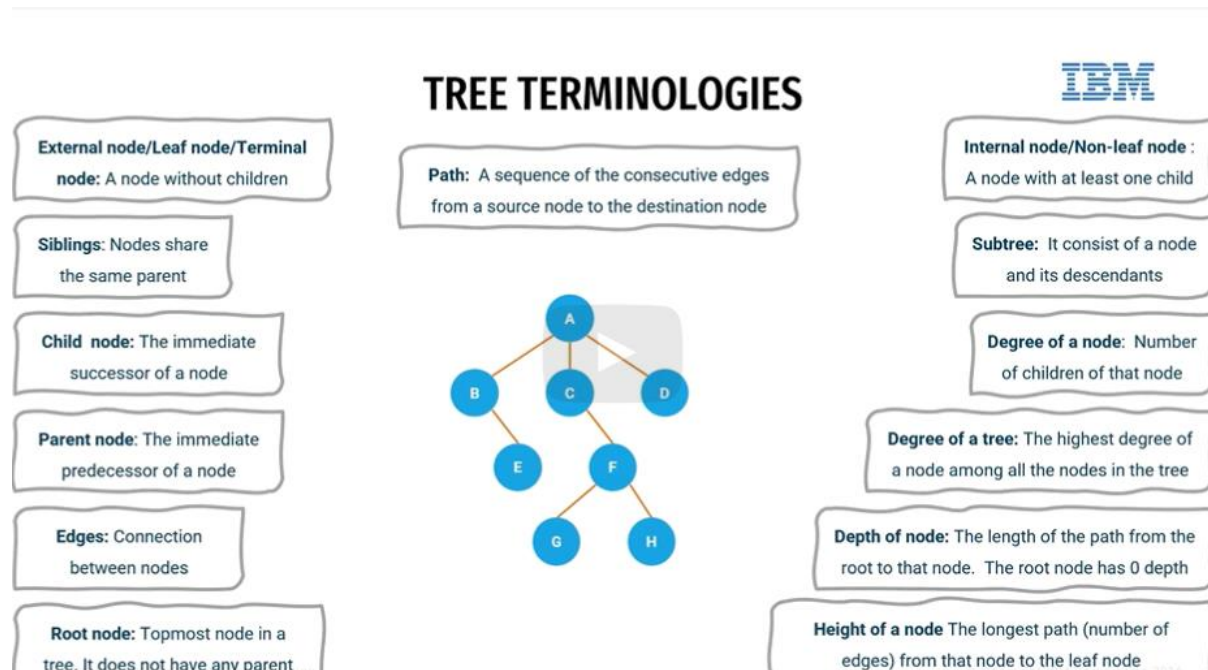 TREE TERMINOLOGIES
IBM
External node/Leaf node/Terminal
node: A node without children
Siblings: Nodes share
the same parent
Child node: The immediate
successor of a node
Parent node: The immediate
predecessor of a node
Edges: Connection
between nodes
Root node: Topmost node in a
tree. It does not have any parent
Path: A sequence of the consecutive edges
from a source node to the destination node
A
B
C
D
E
F
G
H
Internal node/Non-leaf node :
A node with at least one child
Subtree: It consist of a node
and its descendants
Degree of a node: Number
of children of that node
Degree of a tree: The highest degree of
a node among all the nodes in the tree
Depth of node: The length of the path from the
root to that node. The root node has 0 depth
Height of a node The longest path (number of
edges) from that node to the leaf node